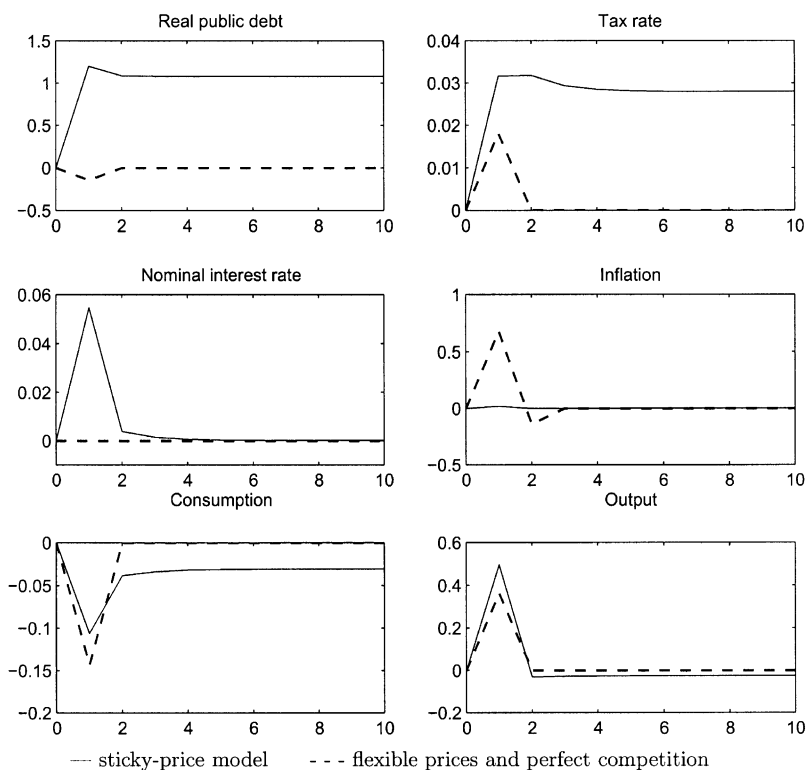 Real public debt
Tax rate
1.5
1
0.5
0
−0.5
0 2 4 6 8 10
0.04
0.03
0.02
0.01
0
0 2 4 6 8 10
Nominal interest rate
Inflation
0.06
0.04
0.02
0
0 2 4 6 8 10
1
0.5
0
−0.5
0 2 4 6 8 10
Consumption
Output
0
−0.05
−0.1
−0.15
−0.2
0 2 4 6 8 10
0.6
0.4
0.2
0
−0.2
0 2 4 6 8 10
sticky-price model
flexible prices and perfect competition